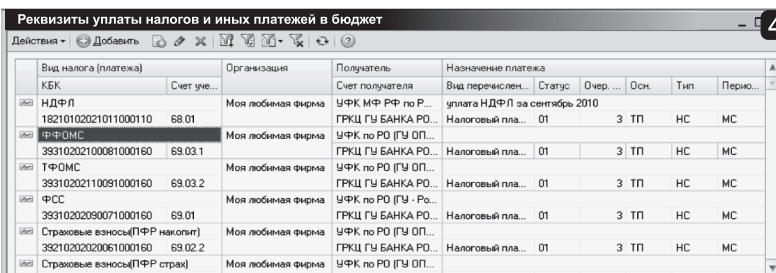 Реквизиты уплаты налогов и иных платежей в бюджет
Действия Добавить
Вид налога (платежа) Организация Получатель Назначение платежа
КБК Счет уче... Счет получателя Вид перечислен... Статус Очер. ... Осн. Тип Перио...
НДФЛ Моя любимая фирма УФК МФ РФ по Р... уплата НДФЛ за сентябрь 2010
18210102021011000110 68.01 ГРКЦ ГУ БАНКА РО... Налоговый пла... 01 3 ТП НС МС
ФФОМС Моя любимая фирма УФК по РО (ГУ ОП...
39310202100081000160 69.03.1 ГРКЦ ГУ БАНКА РО... Налоговый пла... 01 3 ТП НС МС
ТФОМС Моя любимая фирма УФК по РО (ГУ ОП...
39310202110091000160 69.03.2 ГРКЦ ГУ БАНКА РО... Налоговый пла... 01 3 ТП НС МС
ФСС Моя любимая фирма УФК по РО (ГУ - Ро...
39310202090071000160 69.01 ГРКЦ ГУ БАНКА РО... Налоговый пла... 01 3 ТП НС МС
Страховые взносы(ПФР накопит) Моя любимая фирма УФК по РО (ГУ ОП...
39210202020061000160 69.02.2 ГРКЦ ГУ БАНКА РО... Налоговый пла... 01 3 ТП НС МС
Страховые взносы(ПФР страх) Моя любимая фирма УФК по РО (ГУ ОП...